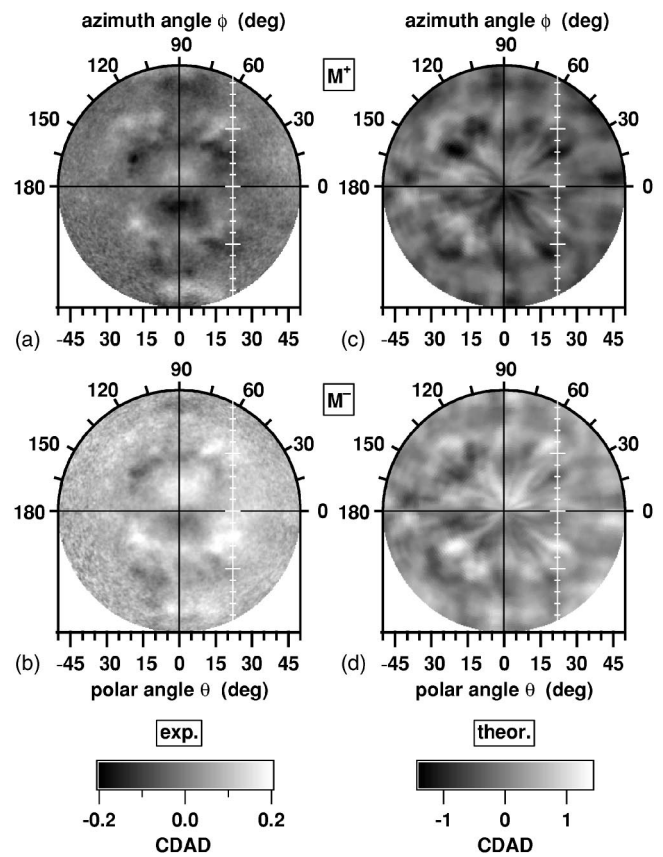 azimuth angle ϕ (deg)
azimuth angle ϕ (deg)
90
120
60
150
30
180
0
M⁺
90
120
60
150
30
180
0
(a)
-45 30 15 0 15 30 45
(c)
-45 30 15 0 15 30 45
90
120
60
150
30
180
0
M⁻
90
120
60
150
30
180
0
(b)
-45 30 15 0 15 30 45
(d)
-45 30 15 0 15 30 45
polar angle θ (deg)
polar angle θ (deg)
exp.
theor.
-0.2 0.0 0.2
-1 0 1
CDAD
CDAD